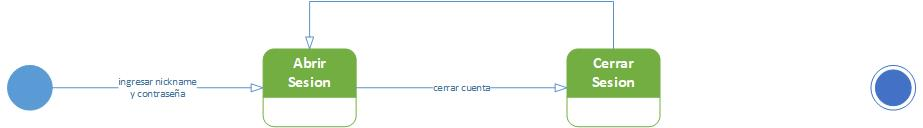 ingresar nickname
y contraseña
Abrir
Sesion
cerrar cuenta
Cerrar
Sesion